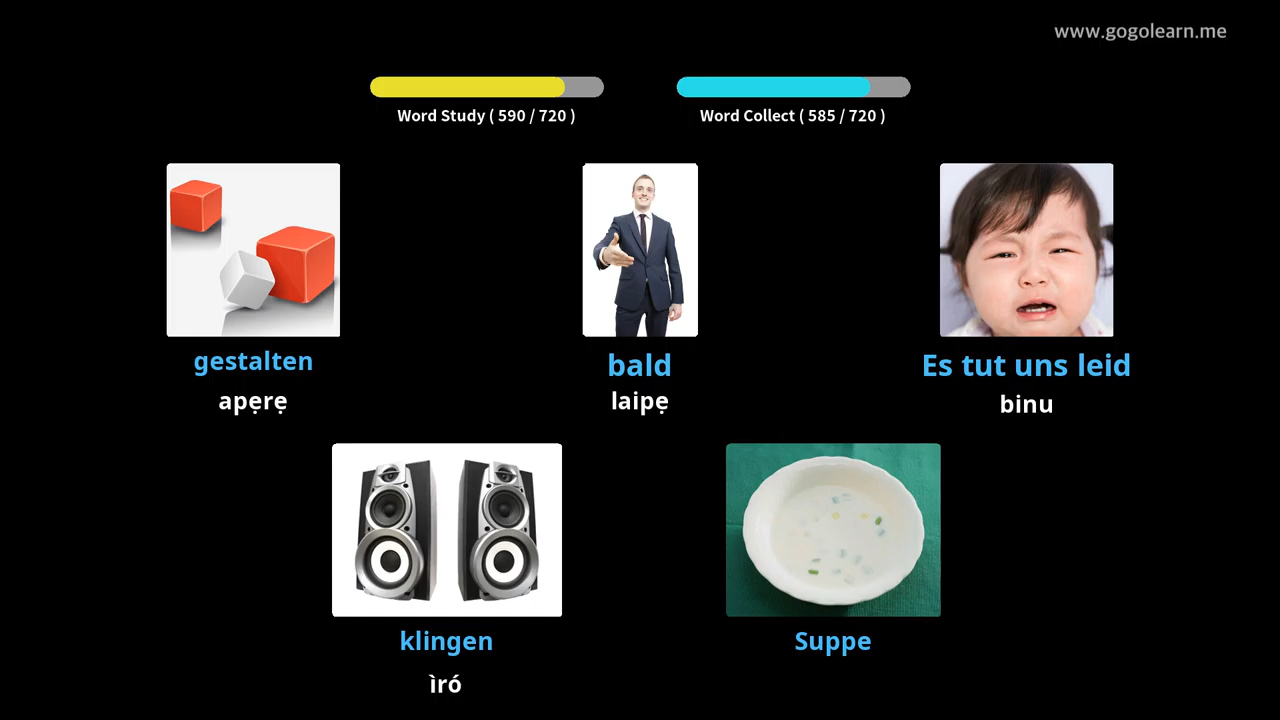 www.gogolearn.me
Word Study ( 590 / 720 )
Word Collect ( 585 / 720 )
gestalten
apẹrẹ
bald
laipẹ
Es tut uns leid
binu
klingen
ìró
Suppe